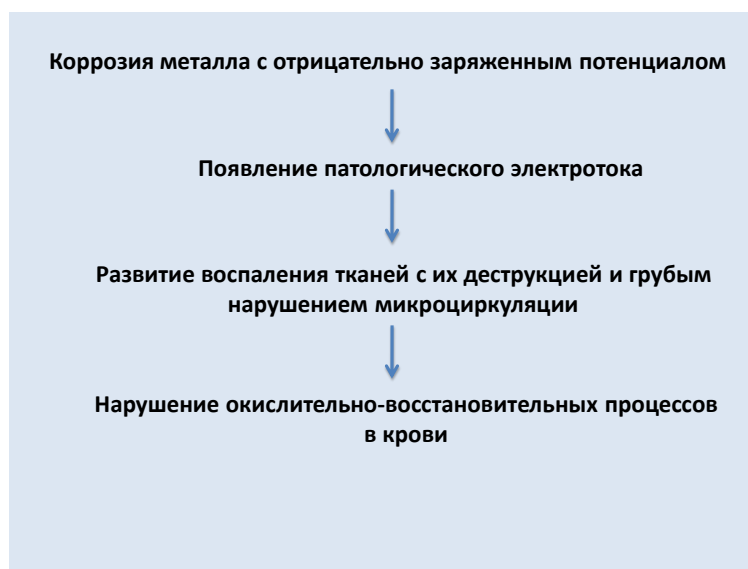 Коррозия металла с отрицательно заряженным потенциалом
Появление патологического электротока
Развитие воспаления тканей с их деструкцией и грубым
нарушением микроциркуляции
Нарушение окислительно-восстановительных процессов
в крови